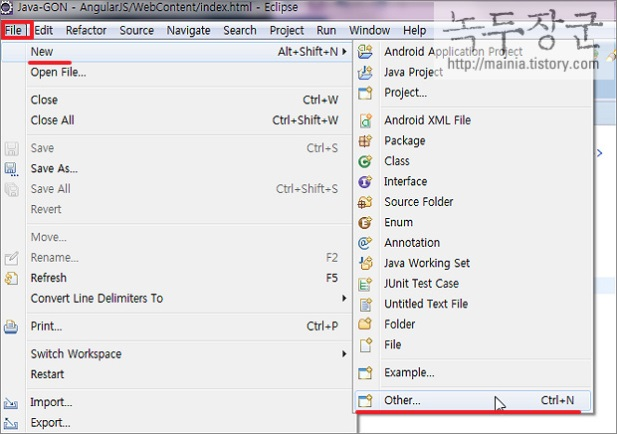 Java-GON - AngularJS/WebContent/index.html - Eclipse
File Edit Refactor Source Navigate Search Project Run Window Help
녹두장군
http://mainia.tistory.com
New Alt+Shift+N
Open File...
Close Ctrl+W
Close All Ctrl+Shift+W
Save Ctrl+S
Save As...
Save All Ctrl+Shift+S
Revert
Move...
Rename... F2
Refresh F5
Convert Line Delimiters To
Print... Ctrl+P
Switch Workspace
Restart
Import...
Export...
Android Application Project
Java Project
Project...
Android XML File
Package
Class
Interface
Source Folder
Enum
Annotation
Java Working Set
JUnit Test Case
Untitled Text File
Folder
File
Example...
Other... Ctrl+N